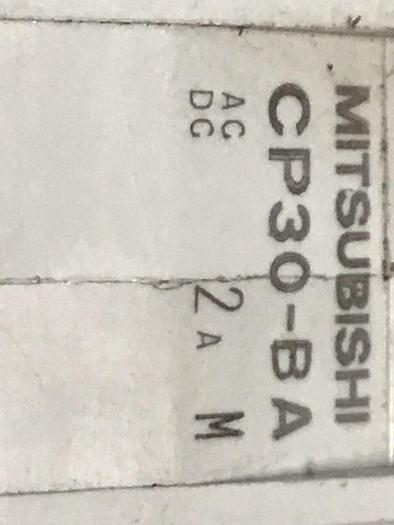 MITSUBISHI
CP30-BA
AC
DC 2A M